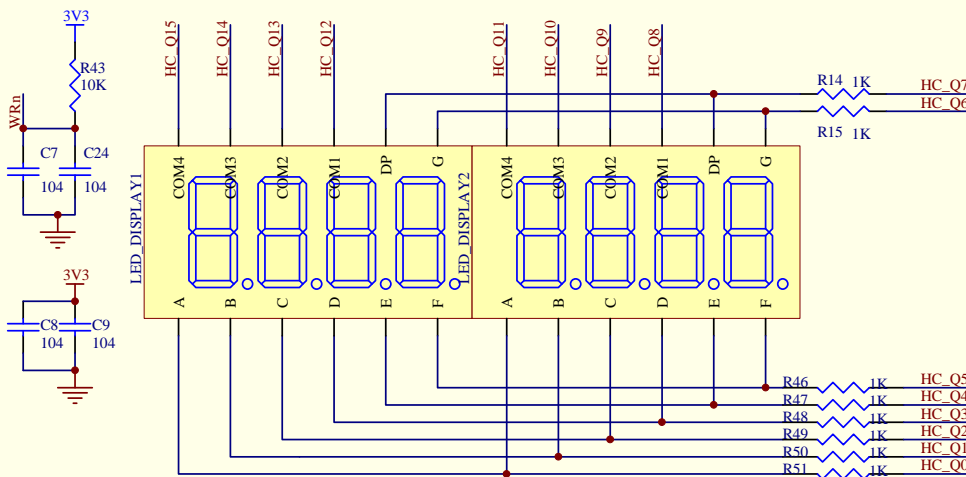 3V3
HC_Q15
HC_Q14
HC_Q13
HC_Q12
HC_Q11
HC_Q10
HC_Q9
HC_Q8
R43
10K
R14 1K
HC_Q7
HC_Q6
R15 1K
WRn
C7
104
C24
104
LED_DISPLAY1
COM4
COM3
COM2
COM1
DP
G
LED_DISPLAY2
COM4
COM3
COM2
COM1
DP
G
A
B
C
D
E
F
A
B
C
D
E
F
3V3
C8
104
C9
104
R46 1K HC_Q5
R47 1K HC_Q4
R48 1K HC_Q3
R49 1K HC_Q2
R50 1K HC_Q1
R51 1K HC_Q0